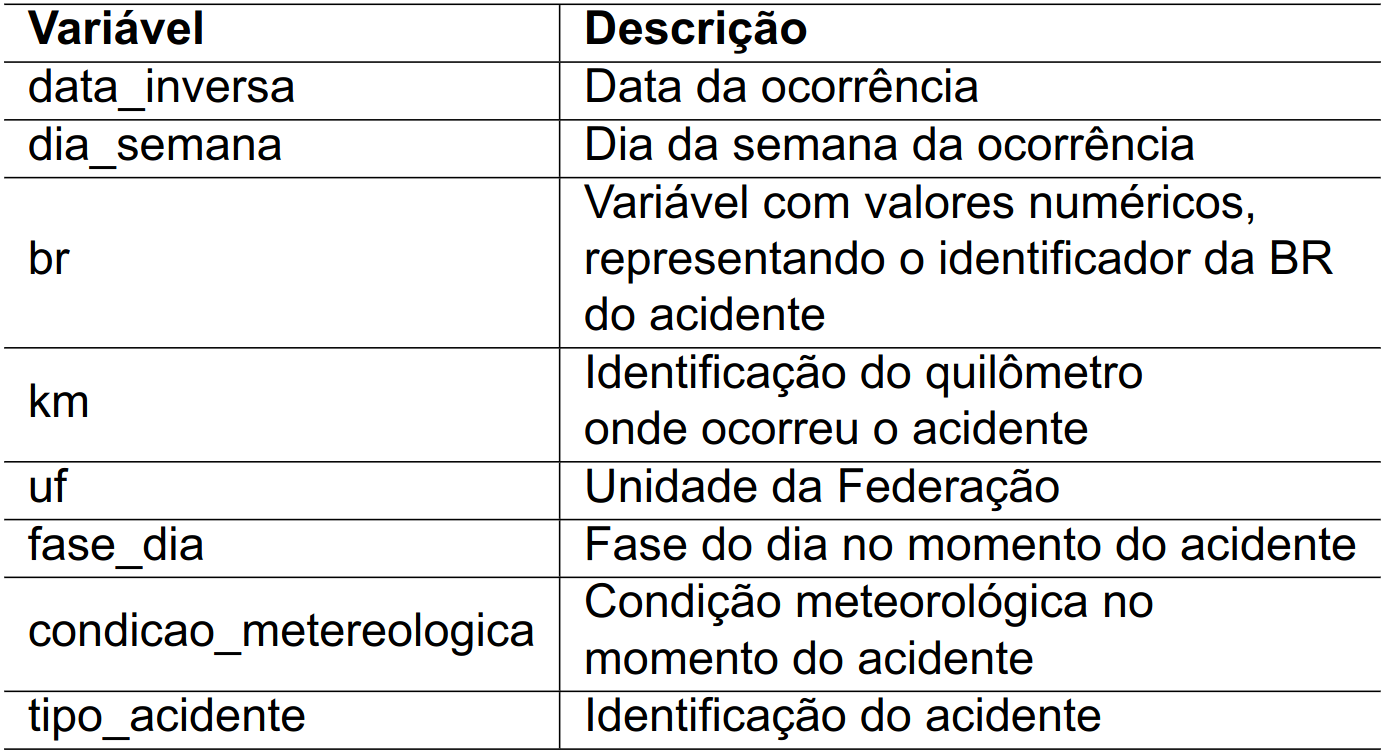 Variável Descrição
data_inversa Data da ocorrência
dia_semana Dia da semana da ocorrência
br Variável com valores numéricos,
representando o identificador da BR
do acidente
km Identificação do quilômetro
onde ocorreu o acidente
uf Unidade da Federação
fase_dia Fase do dia no momento do acidente
condicao_metereologica Condição meteorológica no
momento do acidente
tipo_acidente Identificação do acidente